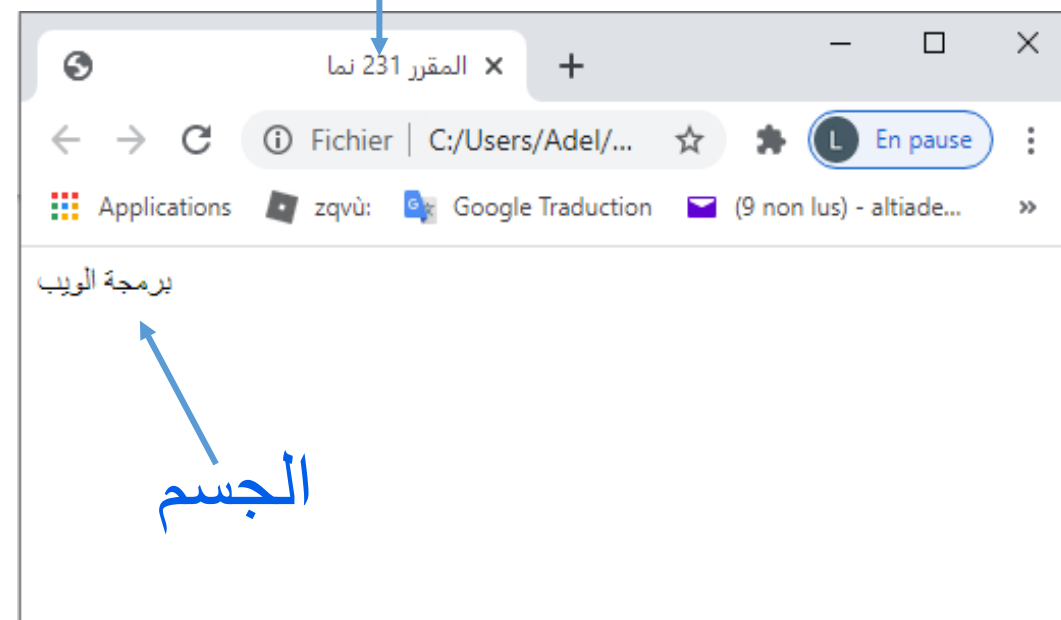 المقرر 231 نما
Fichier | C:/Users/Adel/... L En pause
Applications zqvù: Google Traduction (9 non lus) - altiade... »
برمجة الويب
الجسم